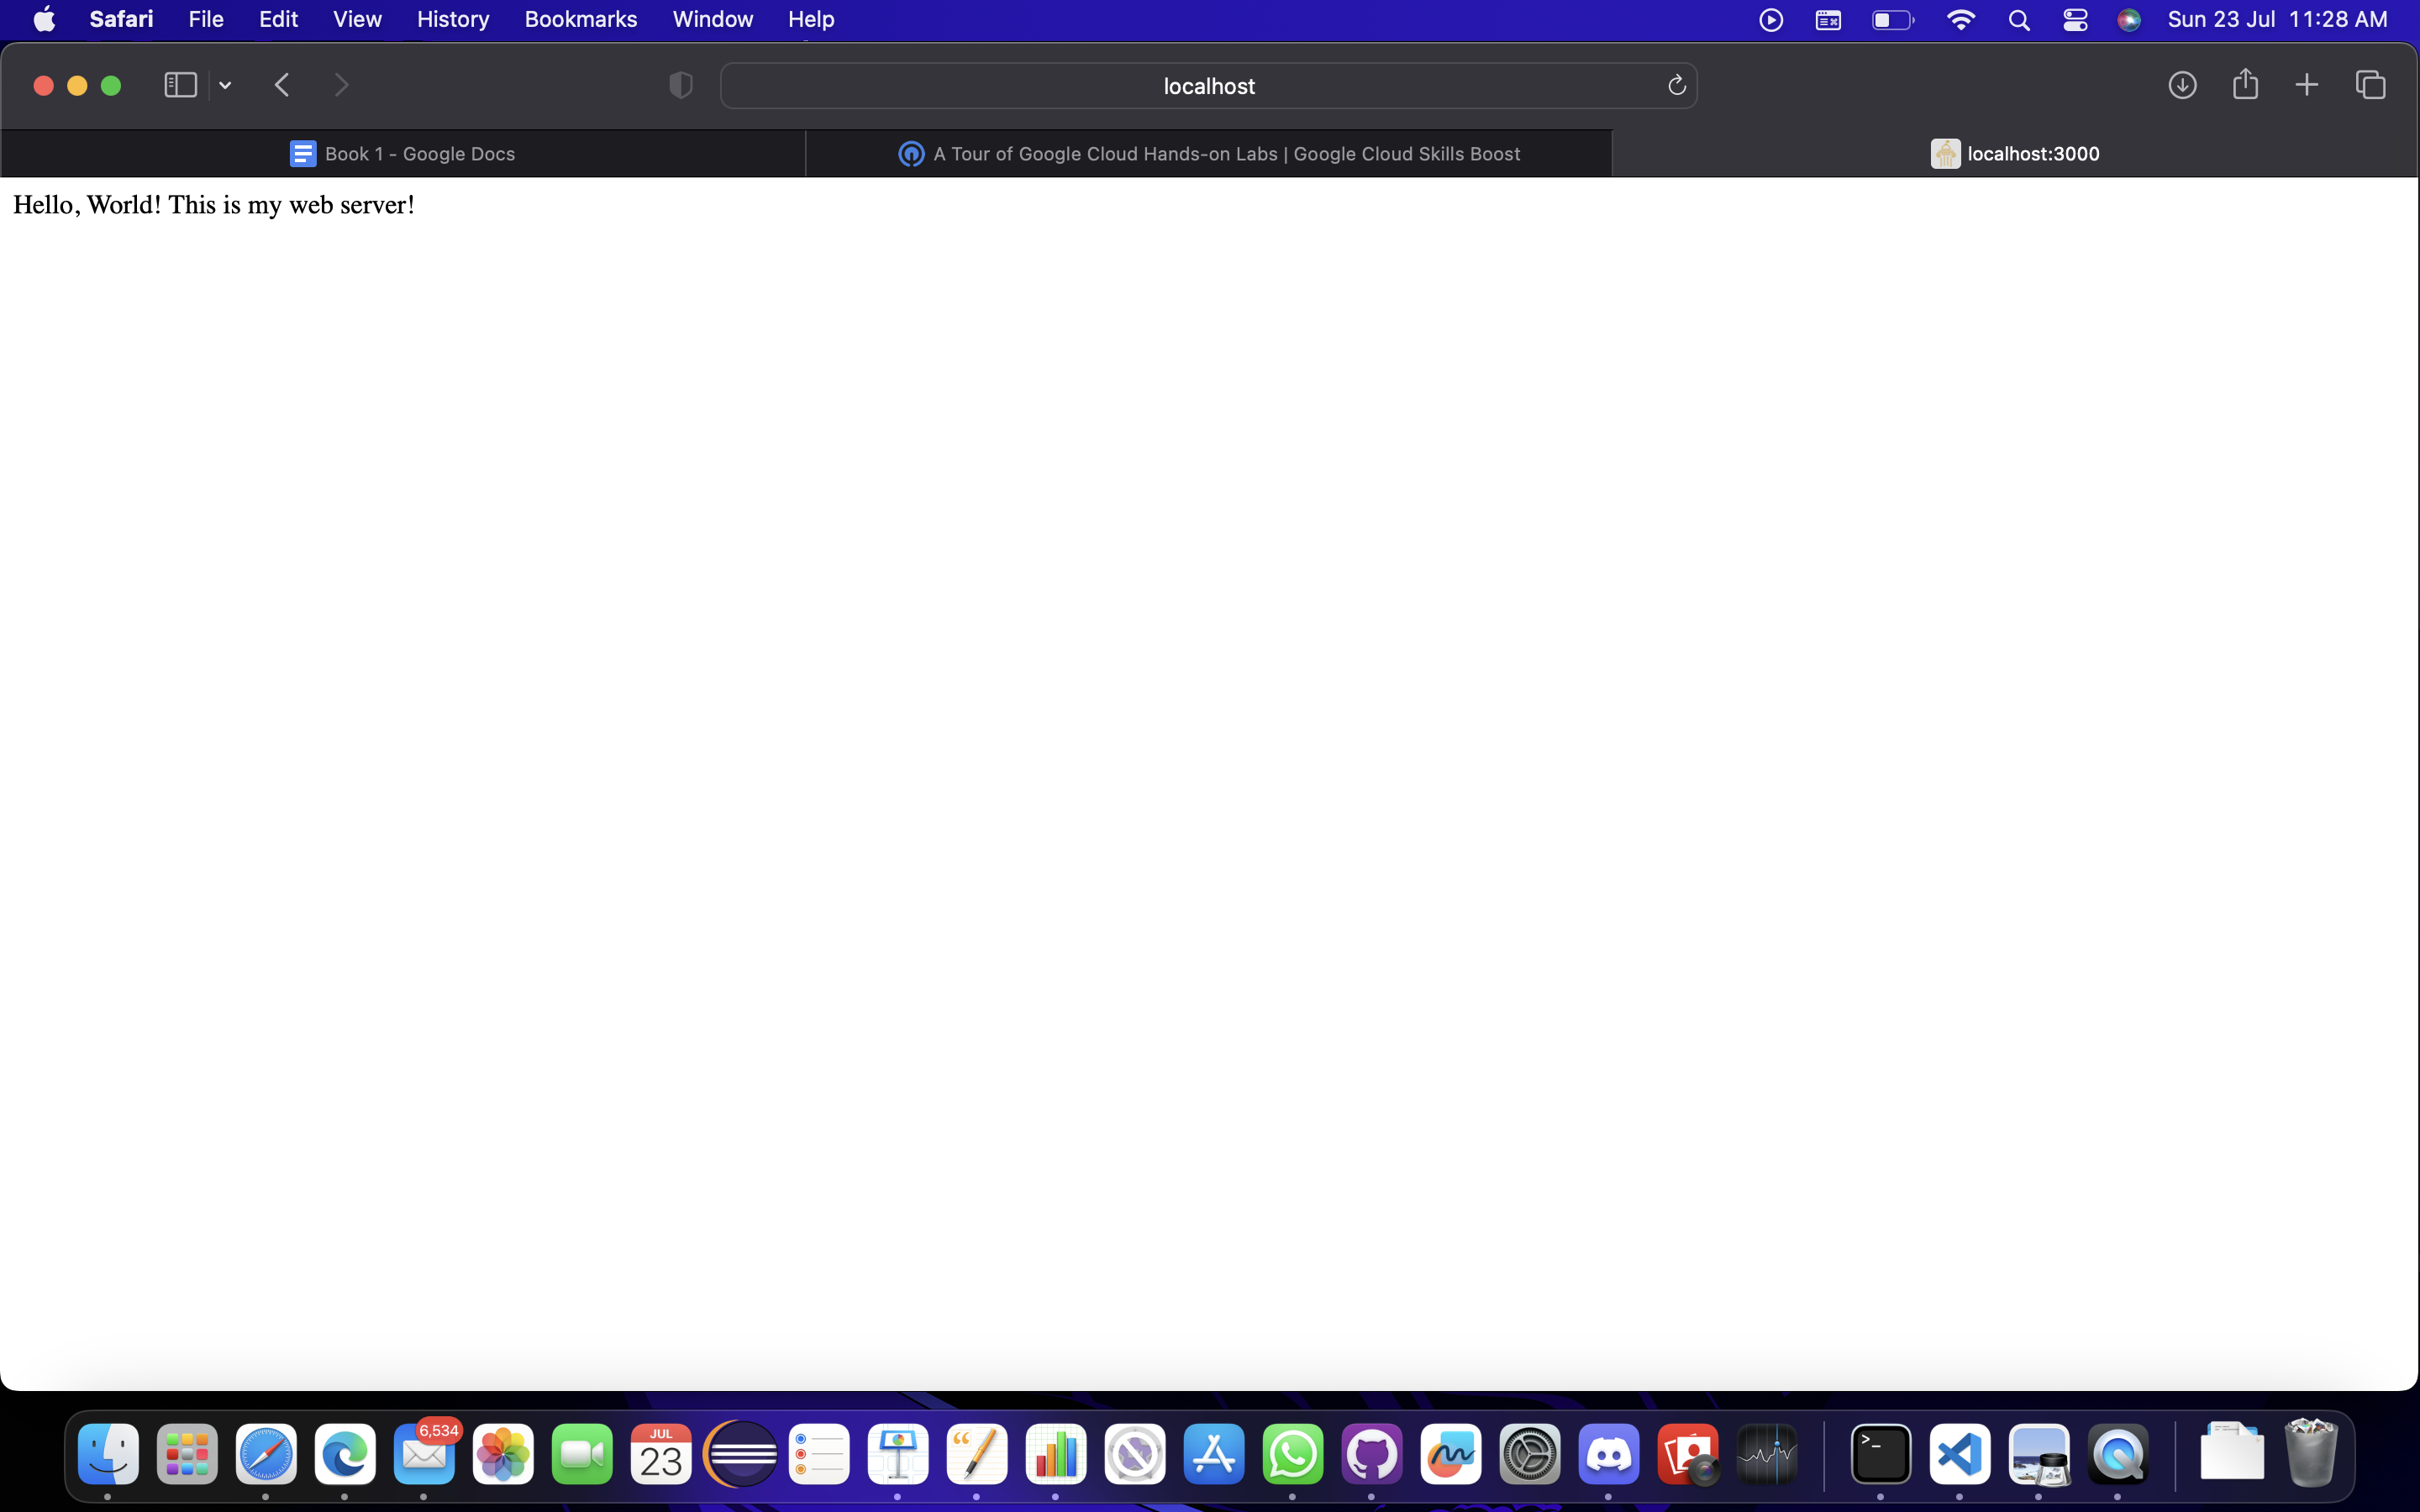 Safari File Edit View History Bookmarks Window Help Sun 23 Jul 11:28 AM
localhost
Book 1 - Google Docs A Tour of Google Cloud Hands-on Labs | Google Cloud Skills Boost localhost:3000
Hello, World! This is my web server!
6,534
JUL
23
>_